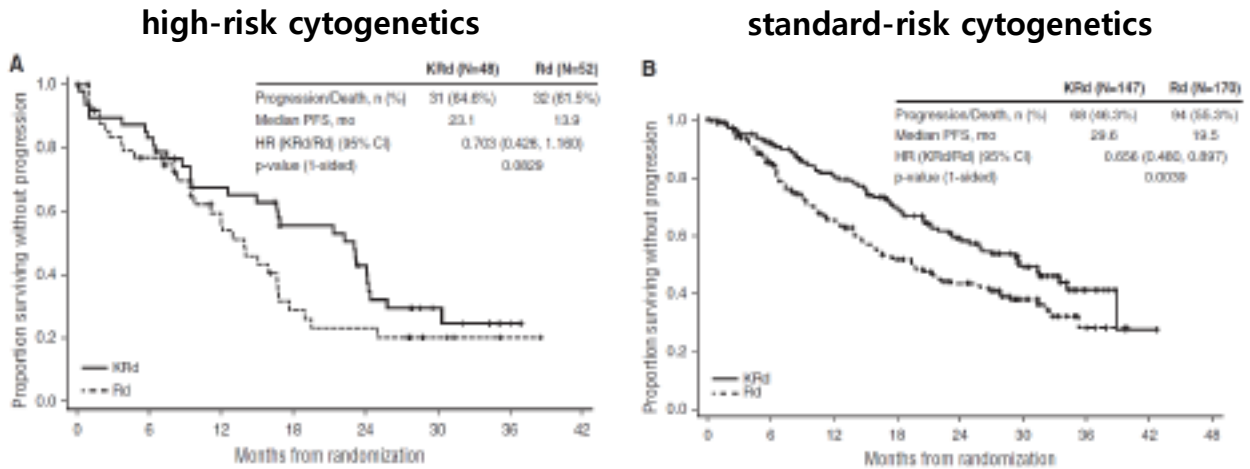 high-risk cytogenetics
standard-risk cytogenetics
A
KRd (N=48) Rd (N=52)
Progression/Death, n (%) 31 (64.6%) 32 (61.5%)
Median PFS, mo 23.1 13.9
HR (KRd/Rd) (95% CI) 0.703 (0.426, 1.160)
p-value (1-sided) 0.0829
Proportion surviving without progression
1.0
0.8
0.6
0.4
0.2
0.0
KRd
Rd
0 6 12 18 24 30 36 42
Months from randomization
B
KRd (N=147) Rd (N=170)
Progression/Death, n (%) 68 (46.3%) 94 (55.3%)
Median PFS, mo 29.6 19.5
HR (KRd/Rd) (95% CI) 0.656 (0.480, 0.897)
p-value (1-sided) 0.0039
Proportion surviving without progression
1.0
0.8
0.6
0.4
0.2
0.0
KRd
Rd
0 6 12 18 24 30 36 42 48
Months from randomization